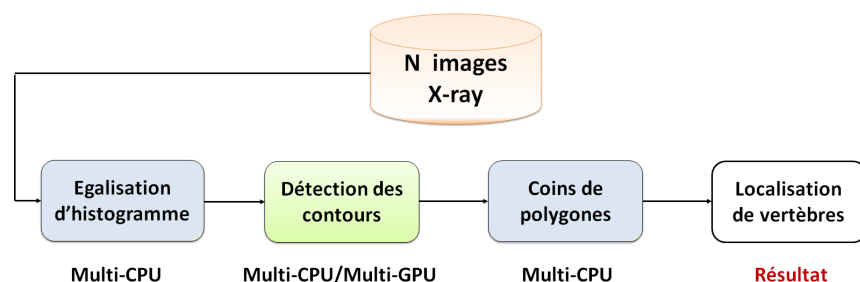 N images
X-ray
Egalisation
d'histogramme
Détection des
contours
Coins de
polygones
Localisation
de vertèbres
Multi-CPU
Multi-CPU/Multi-GPU
Multi-CPU
Résultat